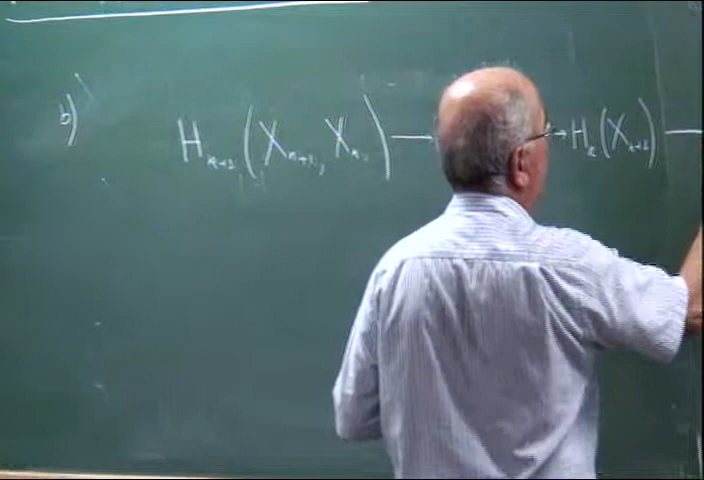 b) H_{n+1}(X_{n+1}, X_n) → → H_n(X_{n+1}) —